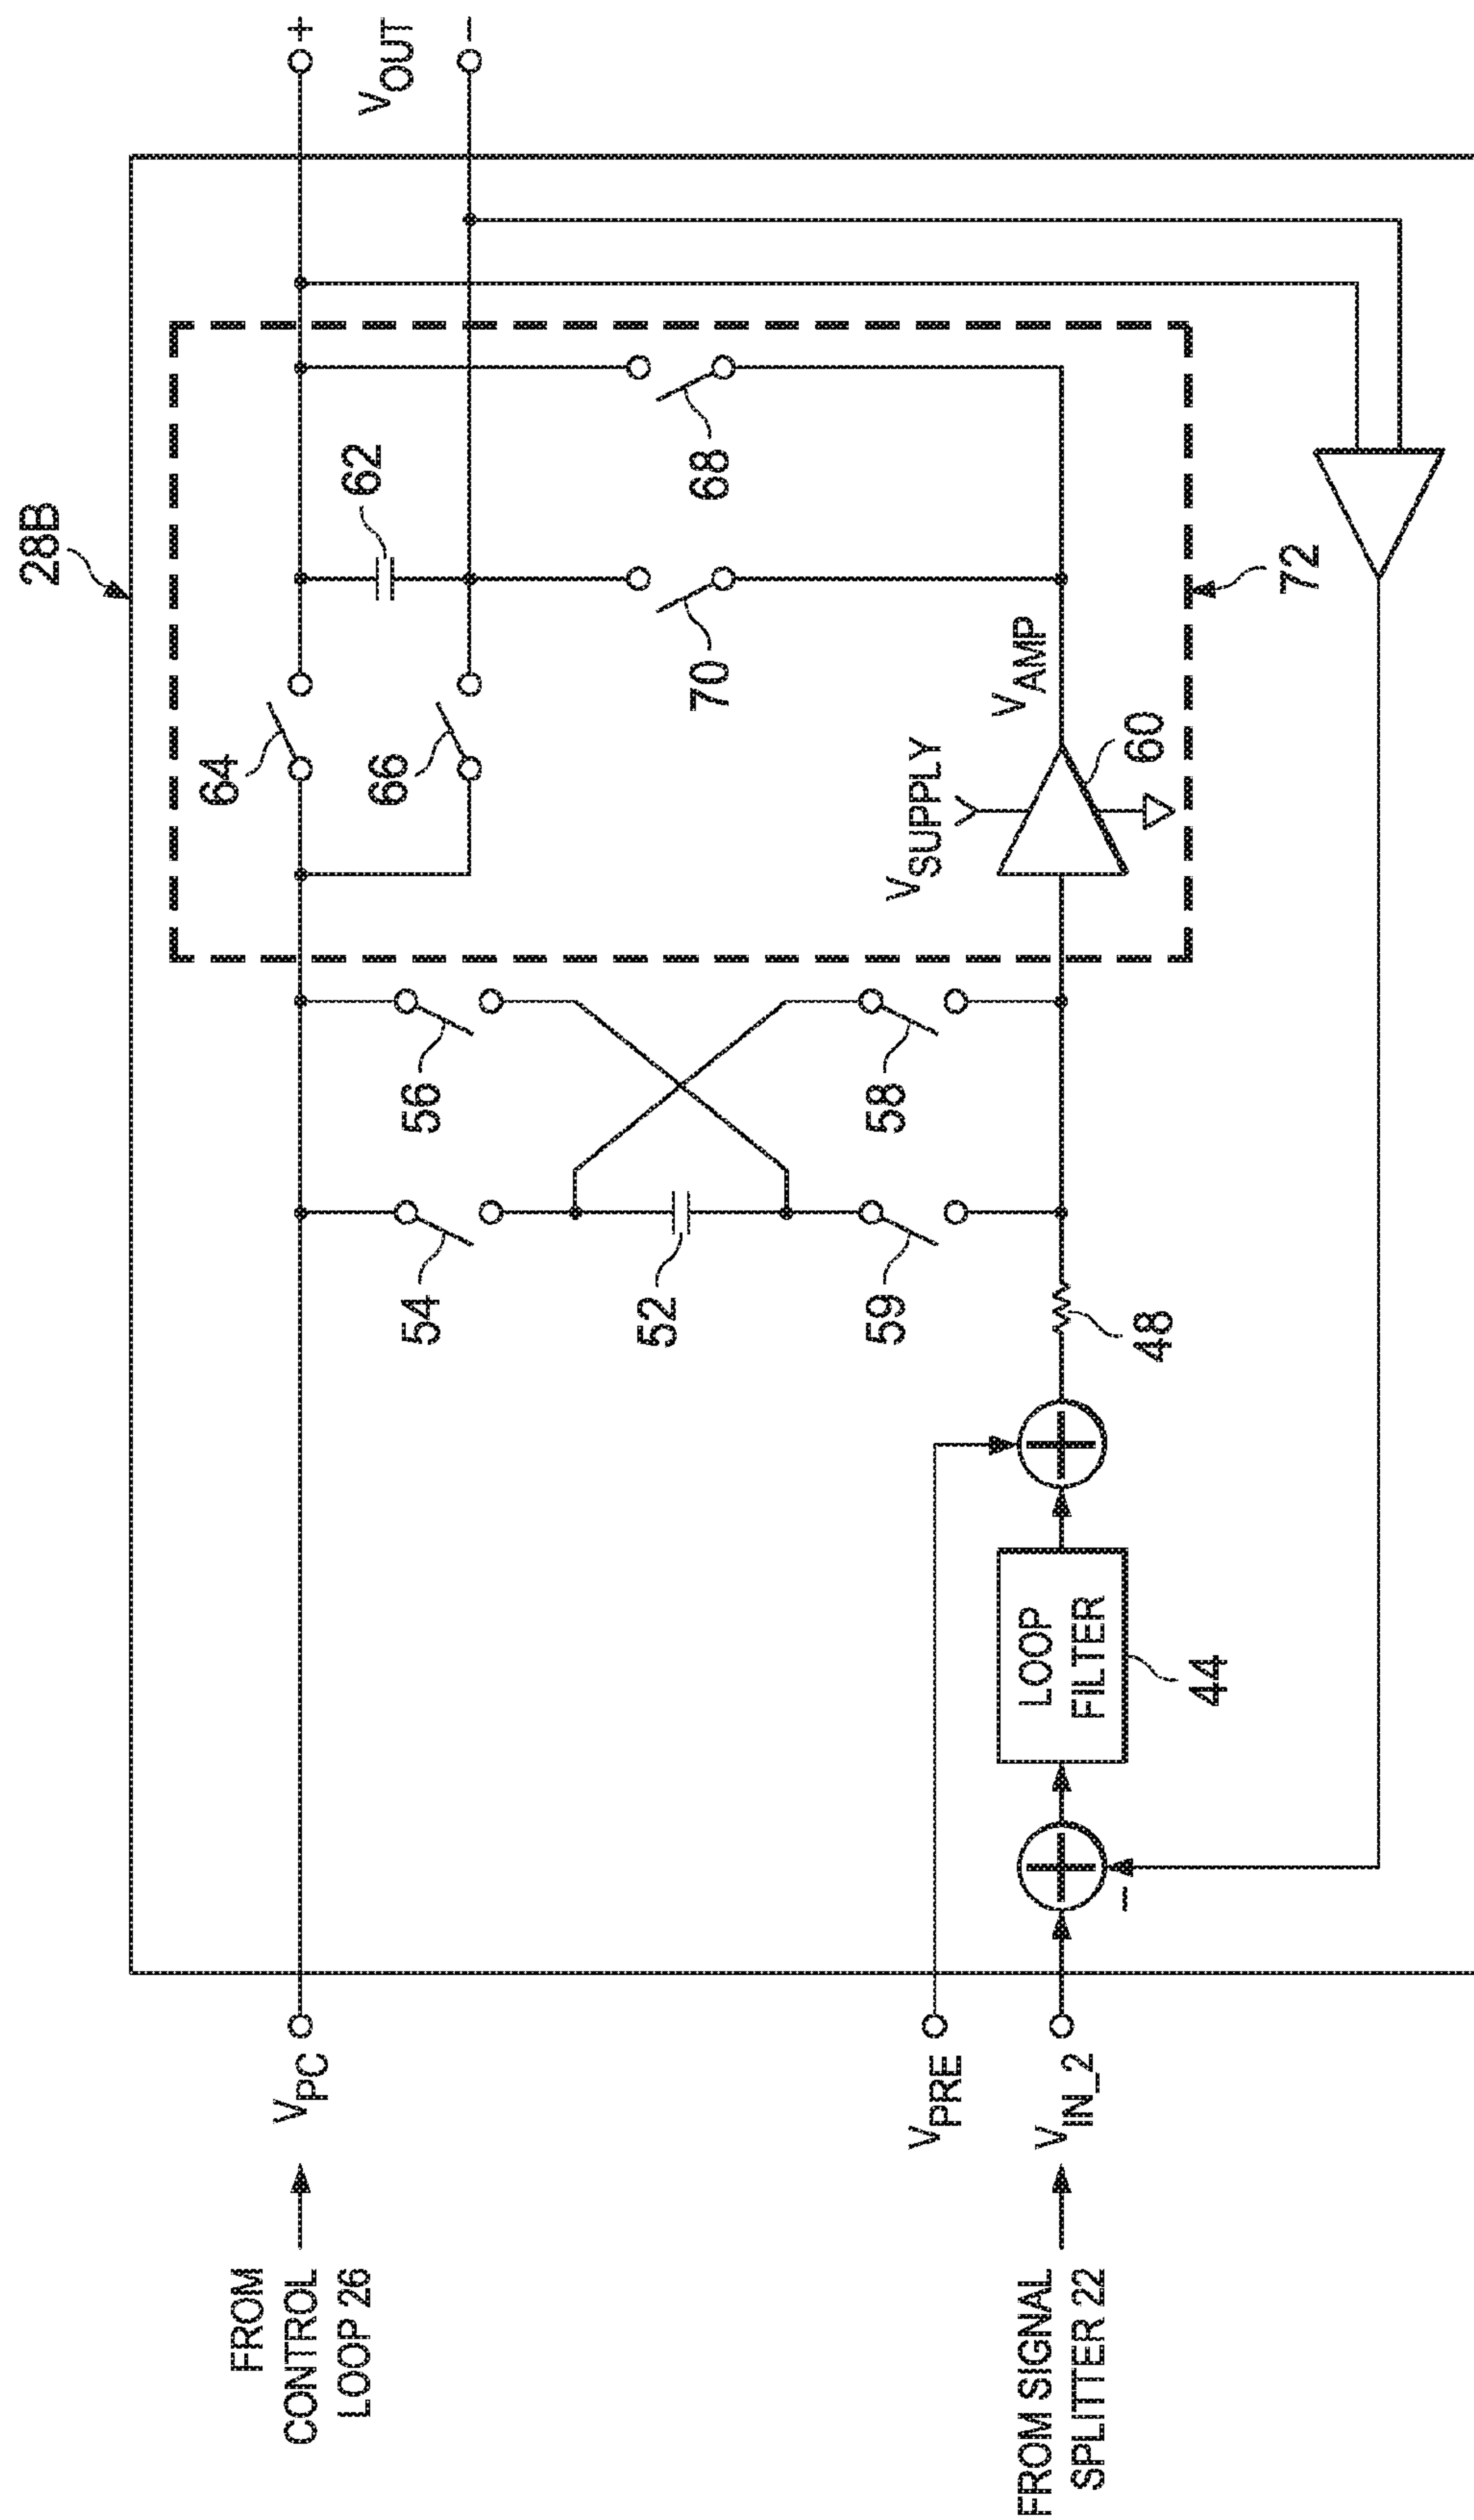 28B
FROM
CONTROL
LOOP 26
VPC
64
62
VOUT
+
−
66
54
56
52
70
68
59
58
VSUPPLY
VAMP
VPRE
FROM SIGNAL
SPLITTER 22
VIN_2
−
LOOP
FILTER
44
48
60
72